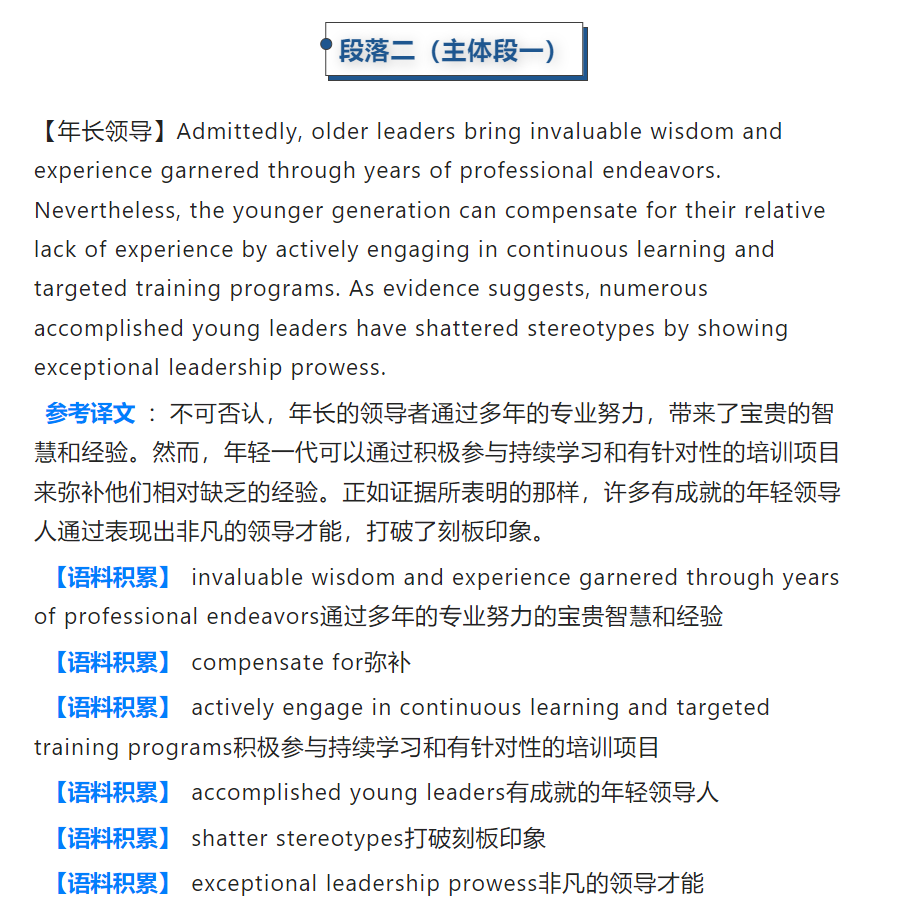 段落二（主体段一）
【年长领导】Admittedly, older leaders bring invaluable wisdom and
experience garnered through years of professional endeavors.
Nevertheless, the younger generation can compensate for their relative
lack of experience by actively engaging in continuous learning and
targeted training programs. As evidence suggests, numerous
accomplished young leaders have shattered stereotypes by showing
exceptional leadership prowess.
参考译文 ：不可否认，年长的领导者通过多年的专业努力，带来了宝贵的智
慧和经验。然而，年轻一代可以通过积极参与持续学习和有针对性的培训项目
来弥补他们相对缺乏的经验。正如证据所表明的那样，许多有成就的年轻领导
人通过表现出非凡的领导才能，打破了刻板印象。
【语料积累】 invaluable wisdom and experience garnered through years
of professional endeavors通过多年的专业努力的宝贵智慧和经验
【语料积累】 compensate for弥补
【语料积累】 actively engage in continuous learning and targeted
training programs积极参与持续学习和有针对性的培训项目
【语料积累】 accomplished young leaders有成就的年轻领导人
【语料积累】 shatter stereotypes打破刻板印象
【语料积累】 exceptional leadership prowess非凡的领导才能